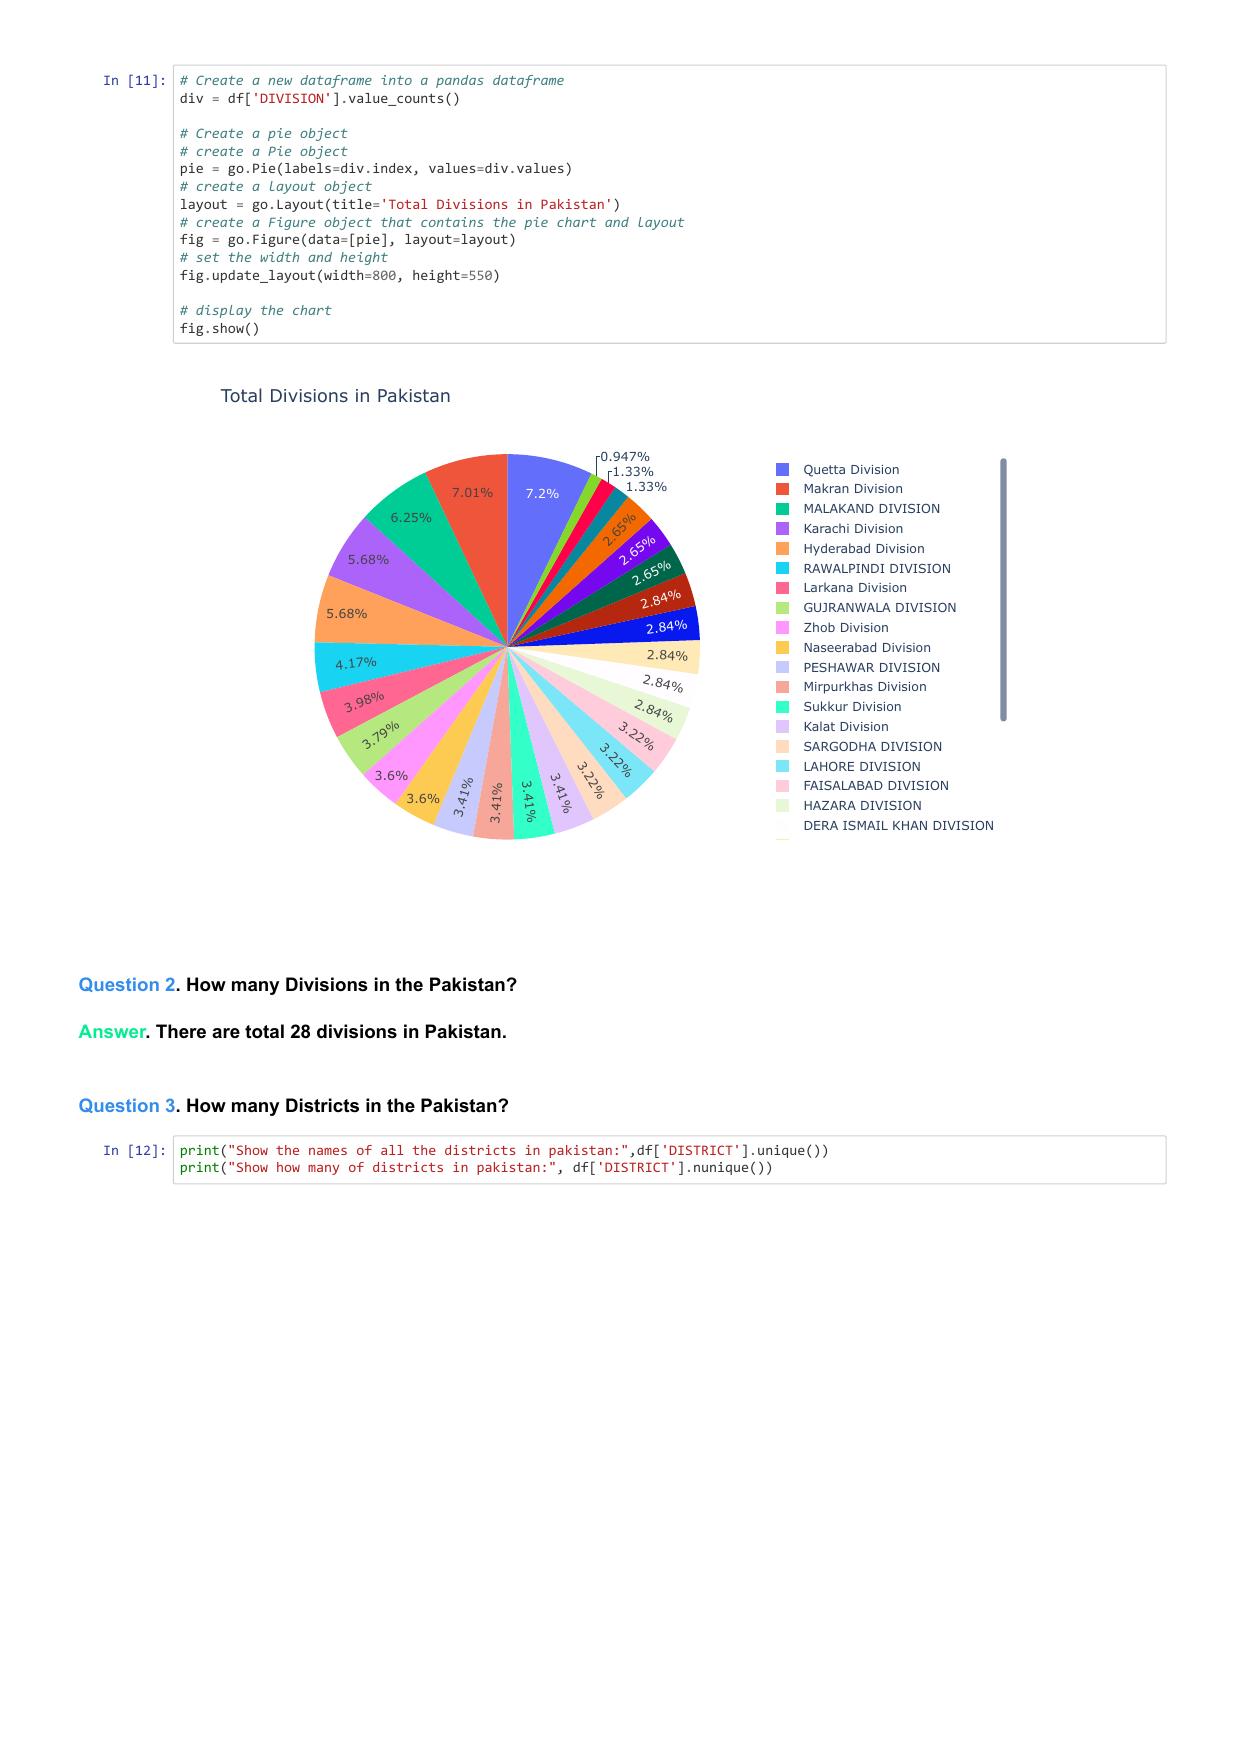 In [11]:
# Create a new dataframe into a pandas dataframe
div = df['DIVISION'].value_counts()
# Create a pie object
# create a Pie object
pie = go.Pie(labels=div.index, values=div.values)
# create a layout object
layout = go.Layout(title='Total Divisions in Pakistan')
# create a Figure object that contains the pie chart and layout
fig = go.Figure(data=[pie], layout=layout)
# set the width and height
fig.update_layout(width=800, height=550)
# display the chart
fig.show()
Total Divisions in Pakistan
7.2%
0.947%
1.33%
1.33%
2.65%
2.65%
2.65%
2.84%
2.84%
2.84%
2.84%
2.84%
3.22%
3.22%
3.22%
3.41%
3.41%
3.41%
3.41%
3.6%
3.6%
3.79%
3.98%
4.17%
5.68%
5.68%
6.25%
7.01%
Quetta Division
Makran Division
MALAKAND DIVISION
Karachi Division
Hyderabad Division
RAWALPINDI DIVISION
Larkana Division
GUJRANWALA DIVISION
Zhob Division
Naseerabad Division
PESHAWAR DIVISION
Mirpurkhas Division
Sukkur Division
Kalat Division
SARGODHA DIVISION
LAHORE DIVISION
FAISALABAD DIVISION
HAZARA DIVISION
DERA ISMAIL KHAN DIVISION
Question 2. How many Divisions in the Pakistan?
Answer. There are total 28 divisions in Pakistan.
Question 3. How many Districts in the Pakistan?
In [12]:
print("Show the names of all the districts in pakistan:",df['DISTRICT'].unique())
print("Show how many of districts in pakistan:", df['DISTRICT'].nunique())